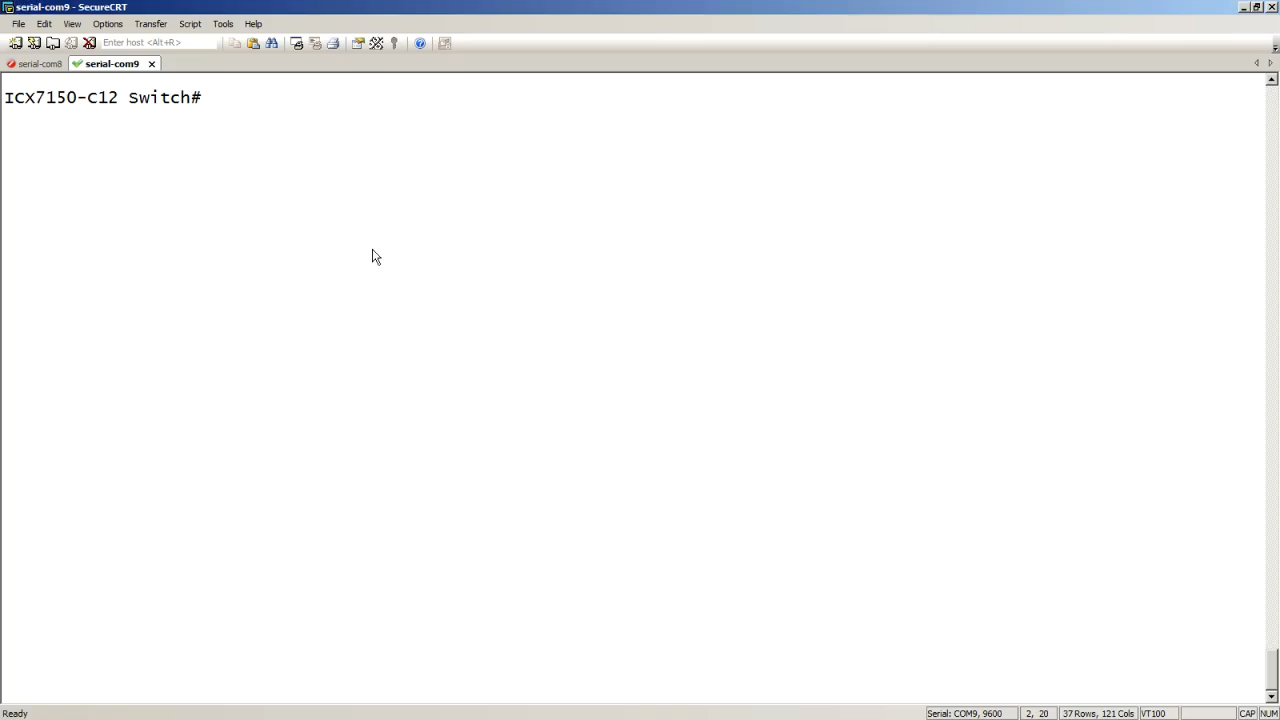 serial-com9 - SecureCRT
File Edit View Options Transfer Script Tools Help
Enter host <Alt+R>
serial-com8 serial-com9
ICX7150-C12 Switch#
Ready Serial: COM9, 9600 2, 20 37 Rows, 121 Cols VT100 CAP NUM